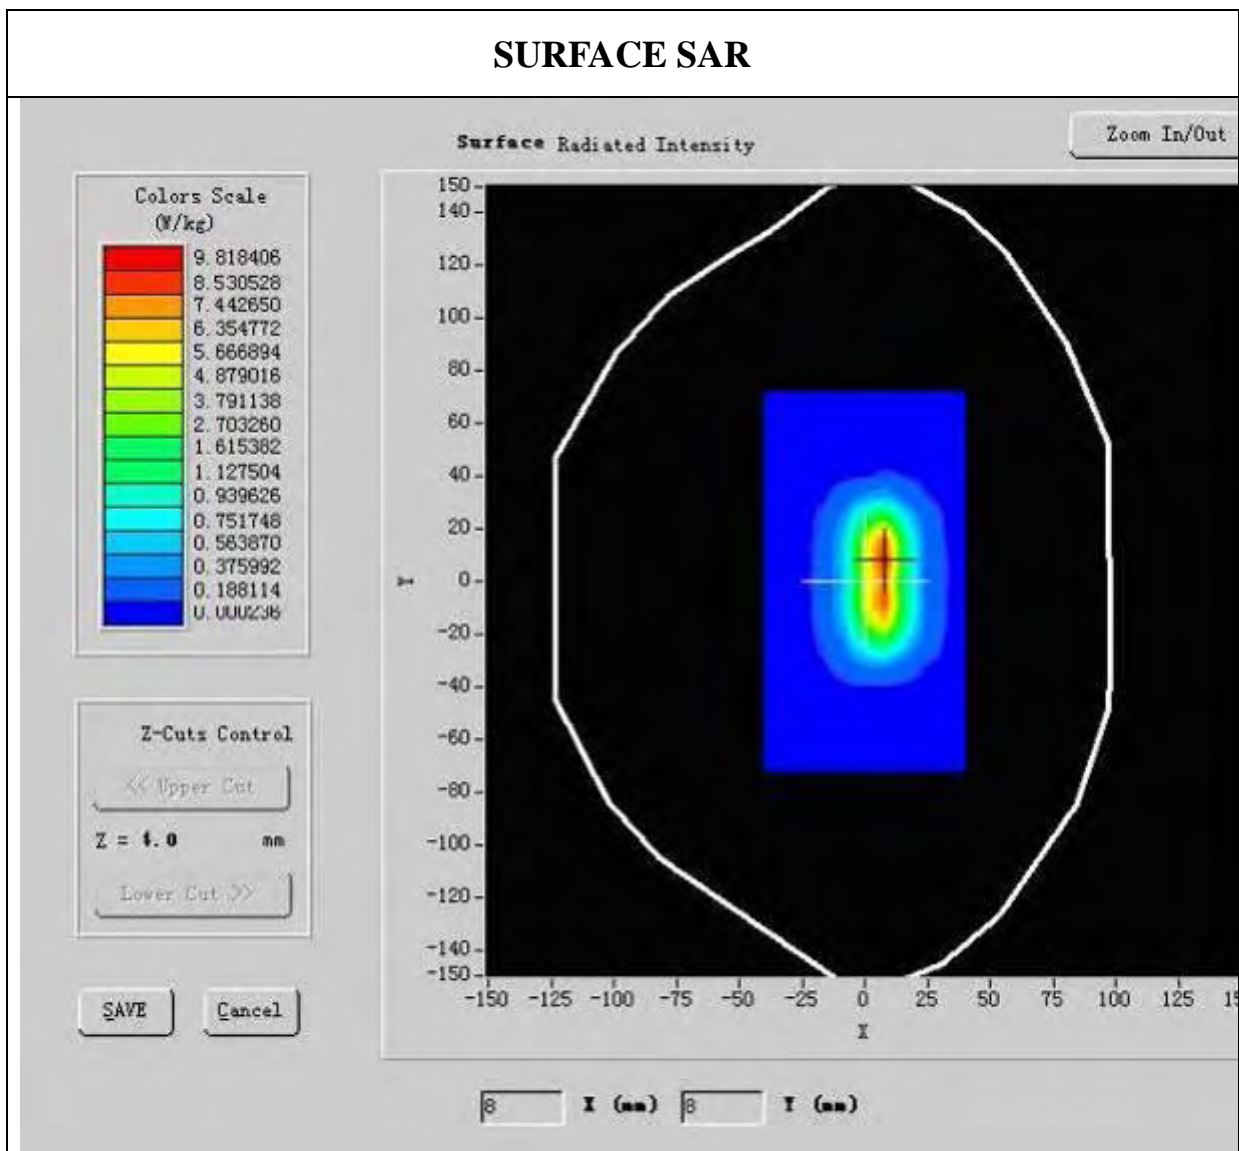 SURFACE SAR
Surface Radiated Intensity
Zoom In/Out
Colors Scale
(W/kg)
9.818406
8.530528
7.442650
6.354772
5.666894
4.879016
3.791138
2.703260
1.615382
1.127504
0.939626
0.751748
0.563870
0.375992
0.188114
0.000236
Z-Cuts Control
<< Upper Cut
Z = 4.0 mm
Lower Cut >>
SAVE Cancel
150
140
120
100
80
60
40
20
0
-20
-40
-60
-80
-100
-120
-140
-150
Y
-150 -125 -100 -75 -50 -25 0 25 50 75 100 125
X
8 X (mm) 8 Y (mm)